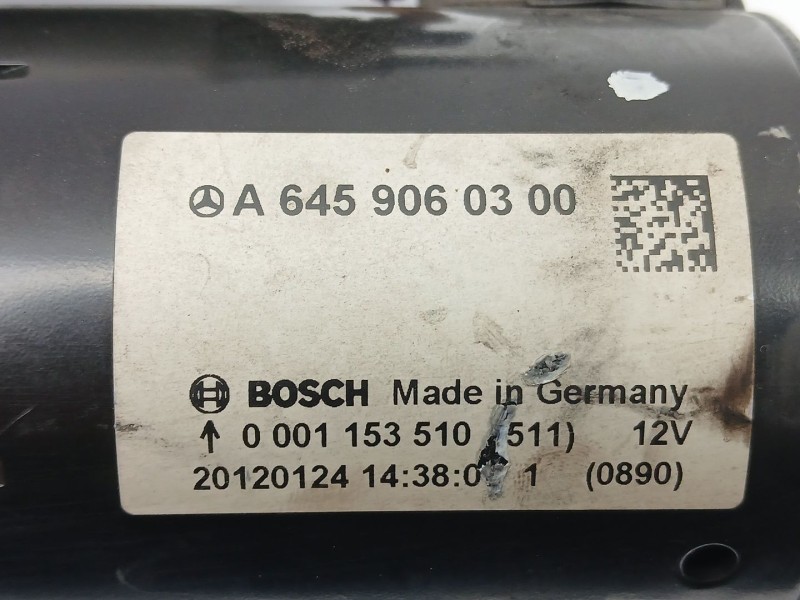 A 645 906 03 00
BOSCH Made in Germany
↑ 0 001 153 510 511) 12V
20120124 14:38:0 1 (0890)